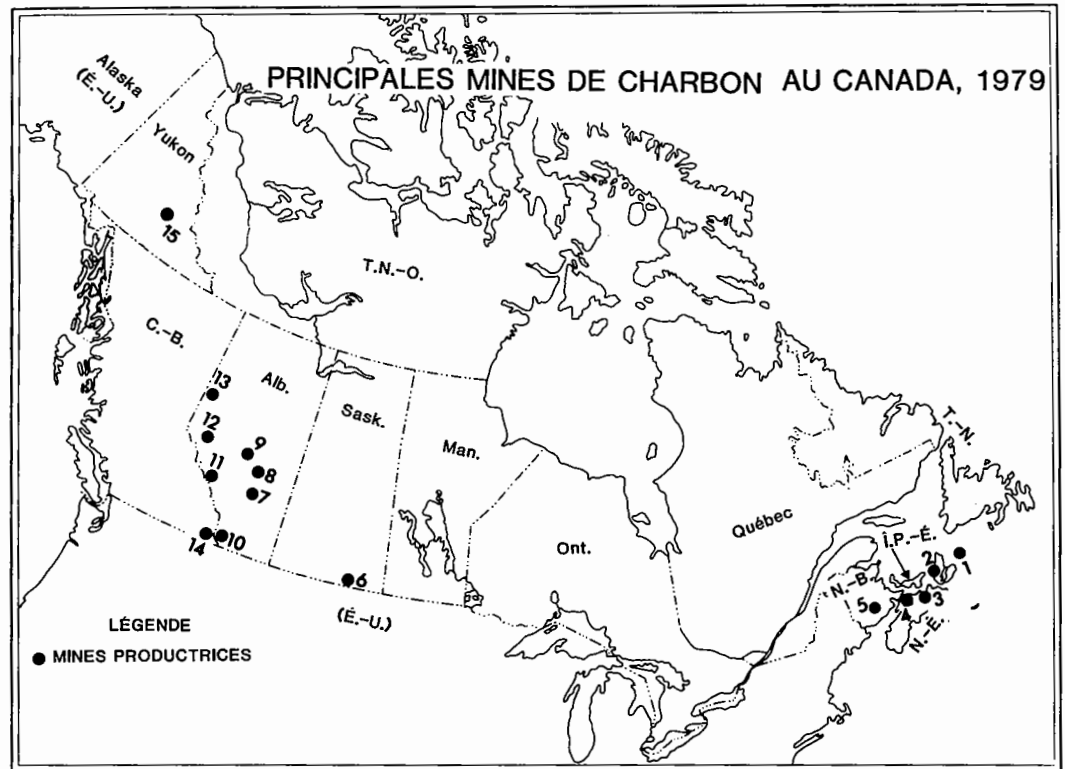 PRINCIPALES MINES DE CHARBON AU CANADA, 1979
Alaska
(É.-U.)
Yukon
15
T.N.-O.
C.-B.
13
Alb.
12
9
11
8
7
14
10
Sask.
Man.
6
(É.-U.)
Ont.
Québec
T.-N.
Î.P.-É.
N.-B.
2
1
5
3
N.-É.
LÉGENDE
MINES PRODUCTRICES